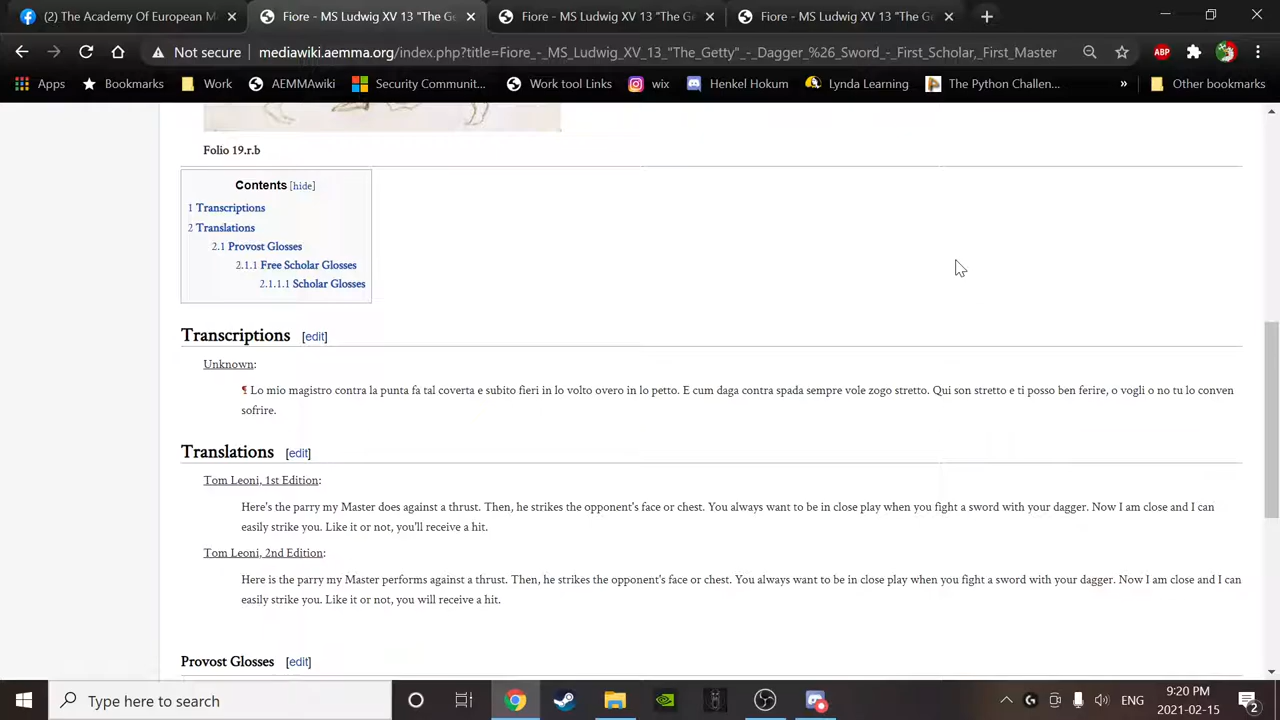 (2) The Academy Of European M
Fiore - MS Ludwig XV 13 "The Ge
Fiore - MS Ludwig XV 13 "The G
Fiore - MS Ludwig XV 13 "The G
Not secure mediawiki.aemma.org/index.php?title=Fiore_-_MS_Ludwig_XV_13_"The_Getty"_-_Dagger_%26_Sword_-_First_Scholar,_First_Master
ABP
Apps Bookmarks Work AEMMAwiki Security Communit... Work tool Links wix Henkel Hokum Lynda Learning The Python Challen... » Other bookmarks
Folio 19.r.b
Contents [hide]
1 Transcriptions
2 Translations
2.1 Provost Glosses
2.1.1 Free Scholar Glosses
2.1.1.1 Scholar Glosses
Transcriptions [edit]
Unknown:
¶ Lo mio magistro contra la punta fa tal coverta e subito fieri in lo volto overo in lo petto. E cum daga contra spada sempre vole zogo stretto. Qui son stretto e ti posso ben ferire, o vogli o no tu lo conven
sofrire.
Translations [edit]
Tom Leoni, 1st Edition:
Here's the parry my Master does against a thrust. Then, he strikes the opponent's face or chest. You always want to be in close play when you fight a sword with your dagger. Now I am close and I can
easily strike you. Like it or not, you'll receive a hit.
Tom Leoni, 2nd Edition:
Here is the parry my Master performs against a thrust. Then, he strikes the opponent's face or chest. You always want to be in close play when you fight a sword with your dagger. Now I am close and I can
easily strike you. Like it or not, you will receive a hit.
Provost Glosses [edit]
Type here to search
ENG
9:20 PM
2021-02-15
2